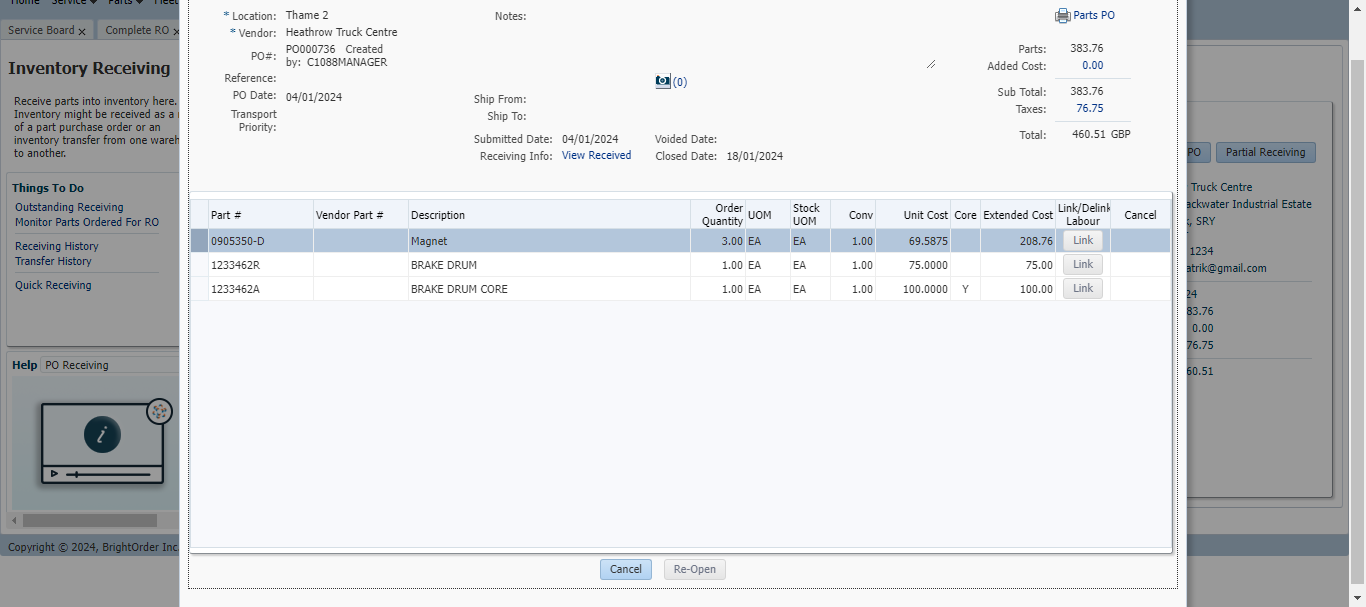 Home Service Parts Fleet
Service Board x Complete RO x
Inventory Receiving
Receive parts into inventory here.
Inventory might be received as a
of a part purchase order or an
inventory transfer from one
to another.
Things To Do
Outstanding Receiving
Monitor Parts Ordered For RO
Receiving History
Transfer History
Quick Receiving
Help PO Receiving
Copyright © 2024, BrightOrder Inc
* Location: Thame 2
* Vendor: Heathrow Truck Centre
PO#: PO000736 Created
by: C1088MANAGER
Reference:
PO Date: 04/01/2024
Transport
Priority:
Notes:
(0)
Ship From:
Ship To:
Submitted Date: 04/01/2024 Voided Date:
Receiving Info: View Received Closed Date: 18/01/2024
Parts PO
Parts: 383.76
Added Cost: 0.00
Sub Total: 383.76
Taxes: 76.75
Total: 460.51 GBP
Part # Vendor Part # Description Order Quantity UOM Stock UOM Conv Unit Cost Core Extended Cost Link/Delink Labour Cancel
0905350-D Magnet 3.00 EA EA 1.00 69.5875 208.76 Link
1233462R BRAKE DRUM 1.00 EA EA 1.00 75.0000 75.00 Link
1233462A BRAKE DRUM CORE 1.00 EA EA 1.00 100.0000 Y 100.00 Link
Cancel Re-Open
PO Partial Receiving
Truck Centre
ackwater Industrial Estate
, SRY
1234
atrik@gmail.com
24
83.76
0.00
76.75
60.51